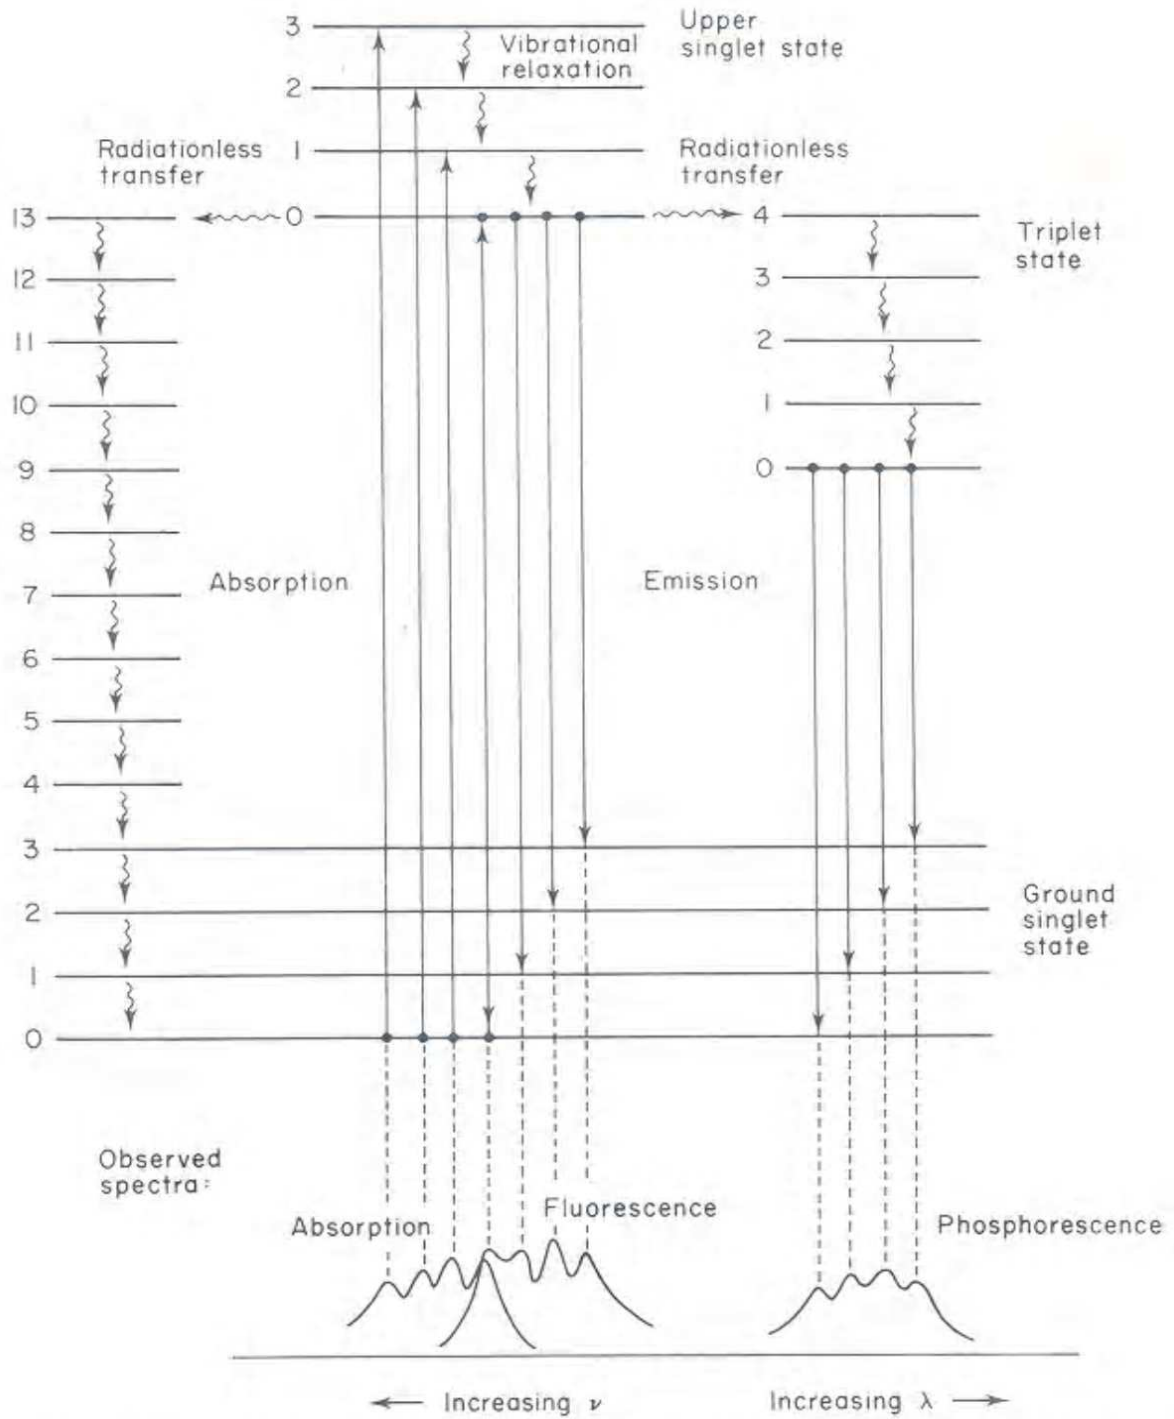 3
Upper
singlet state
Vibrational
relaxation
2
Radiationless
transfer
1
Radiationless
transfer
13
0
4
Triplet
state
12
3
11
2
10
1
9
0
8
Absorption
Emission
7
6
5
4
3
2
Ground
singlet
state
1
0
Observed
spectra:
Absorption
Fluorescence
Phosphorescence
Increasing ν
Increasing λ